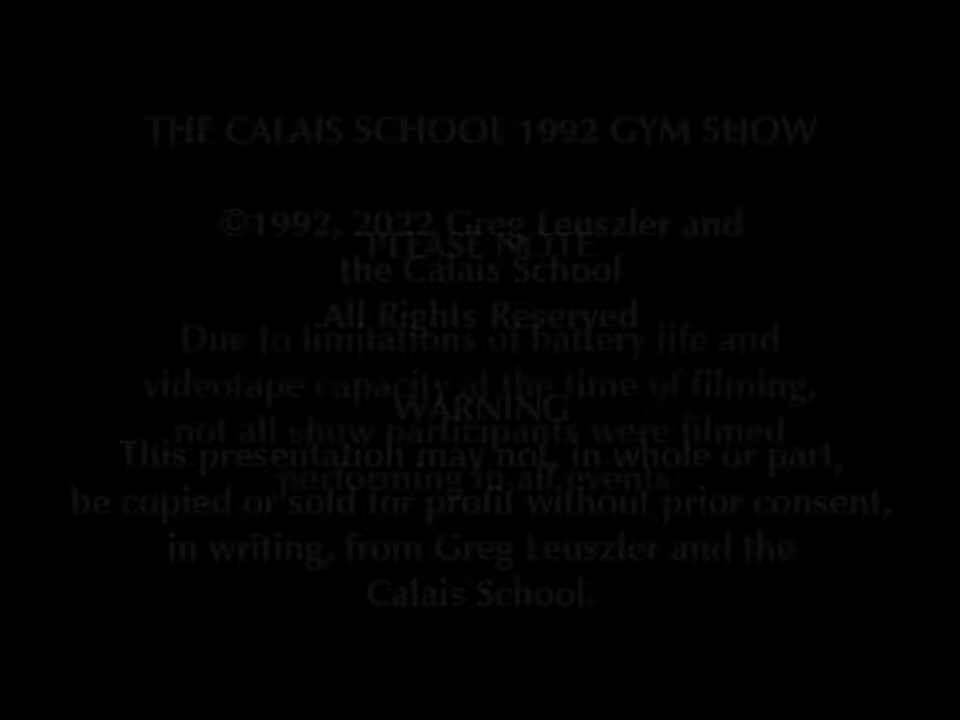 THE CALAIS SCHOOL 1992 GYM SHOW
©1992, 2022 Greg Leuszler and
the Calais School
All Rights Reserved
WARNING
This presentation may not, in whole or part,
be copied or sold for profit without prior consent,
in writing, from Greg Leuszler and the
Calais School.
PLEASE NOTE
Due to limitations of battery life and
videotape capacity at the time of filming,
not all show participants were filmed
performing in all events.